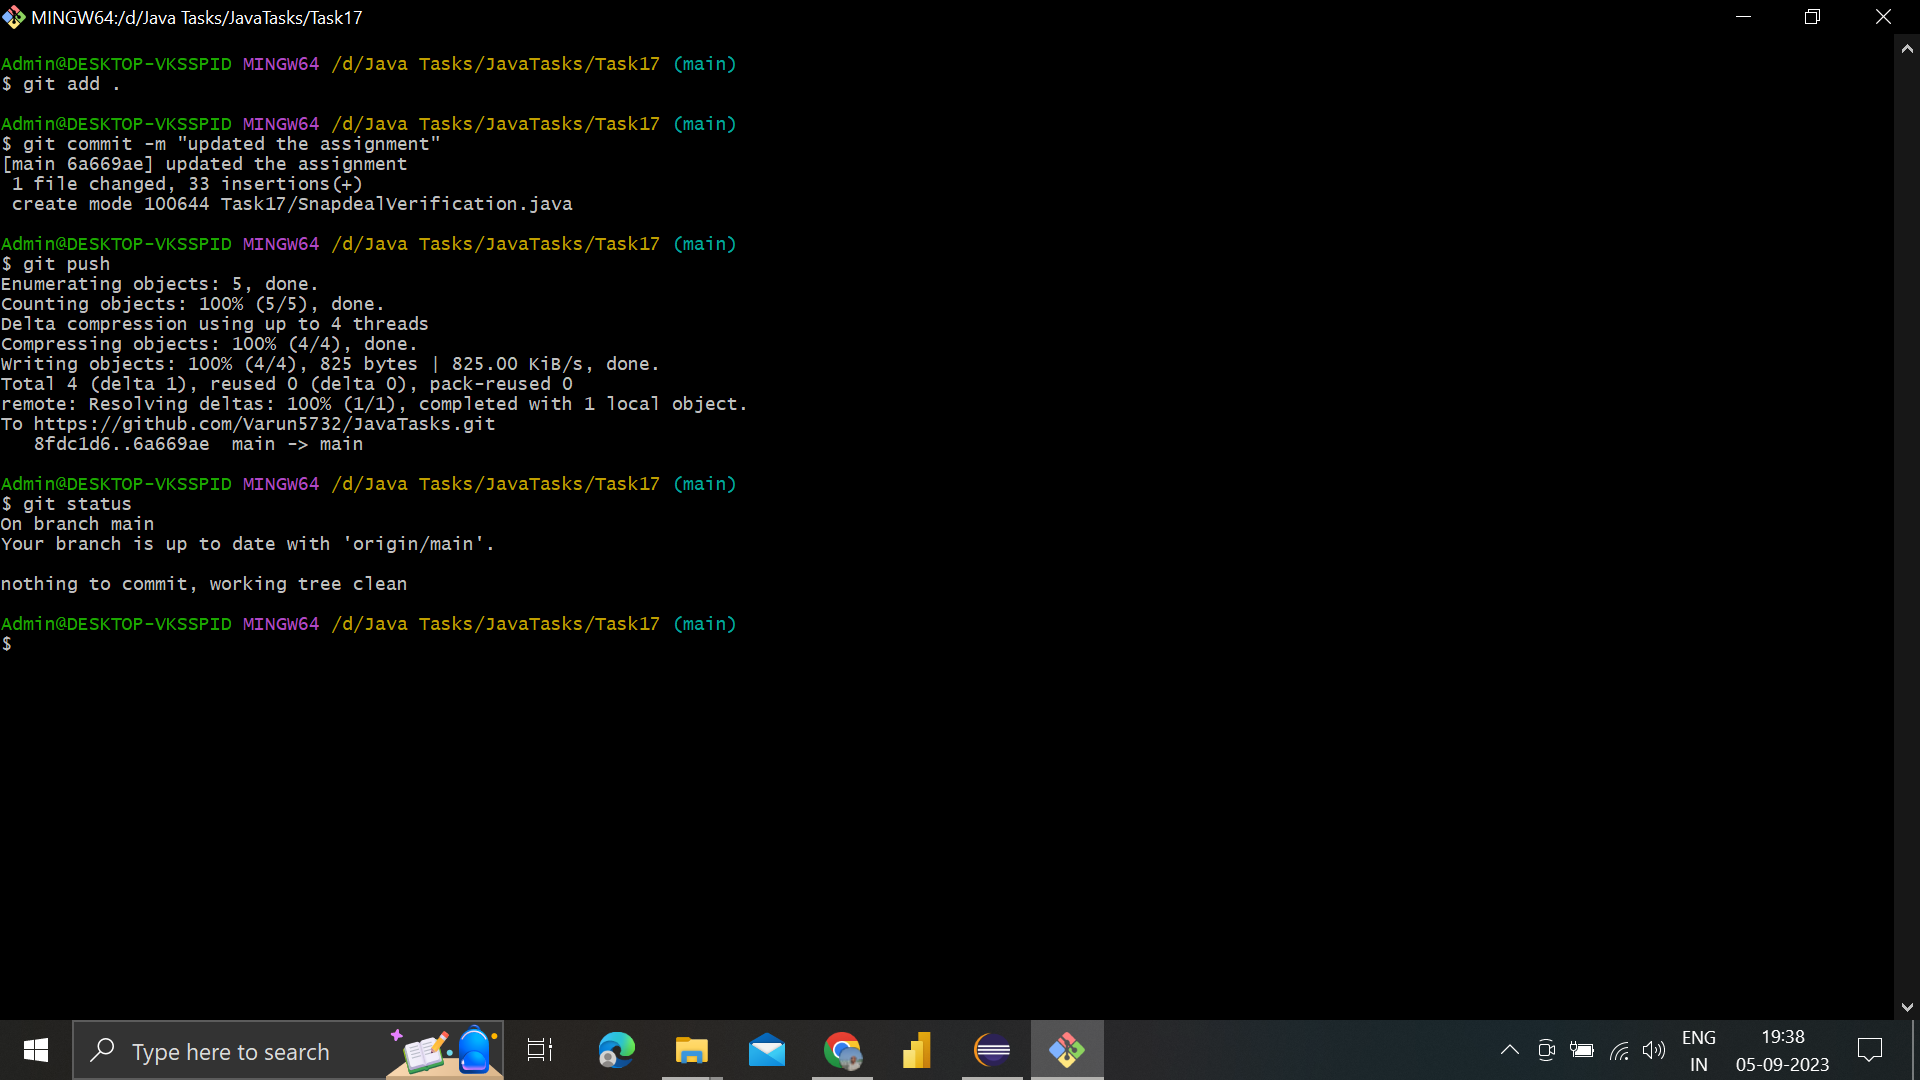 MINGW64:/d/Java Tasks/JavaTasks/Task17
Admin@DESKTOP-VKSSPID MINGW64 /d/Java Tasks/JavaTasks/Task17 (main)
$ git add .
Admin@DESKTOP-VKSSPID MINGW64 /d/Java Tasks/JavaTasks/Task17 (main)
$ git commit -m "updated the assignment"
[main 6a669ae] updated the assignment
 1 file changed, 33 insertions(+)
 create mode 100644 Task17/SnapdealVerification.java
Admin@DESKTOP-VKSSPID MINGW64 /d/Java Tasks/JavaTasks/Task17 (main)
$ git push
Enumerating objects: 5, done.
Counting objects: 100% (5/5), done.
Delta compression using up to 4 threads
Compressing objects: 100% (4/4), done.
Writing objects: 100% (4/4), 825 bytes | 825.00 KiB/s, done.
Total 4 (delta 1), reused 0 (delta 0), pack-reused 0
remote: Resolving deltas: 100% (1/1), completed with 1 local object.
To https://github.com/Varun5732/JavaTasks.git
   8fdc1d6..6a669ae  main -> main
Admin@DESKTOP-VKSSPID MINGW64 /d/Java Tasks/JavaTasks/Task17 (main)
$ git status
On branch main
Your branch is up to date with 'origin/main'.
nothing to commit, working tree clean
Admin@DESKTOP-VKSSPID MINGW64 /d/Java Tasks/JavaTasks/Task17 (main)
$
Type here to search
ENG
IN
19:38
05-09-2023